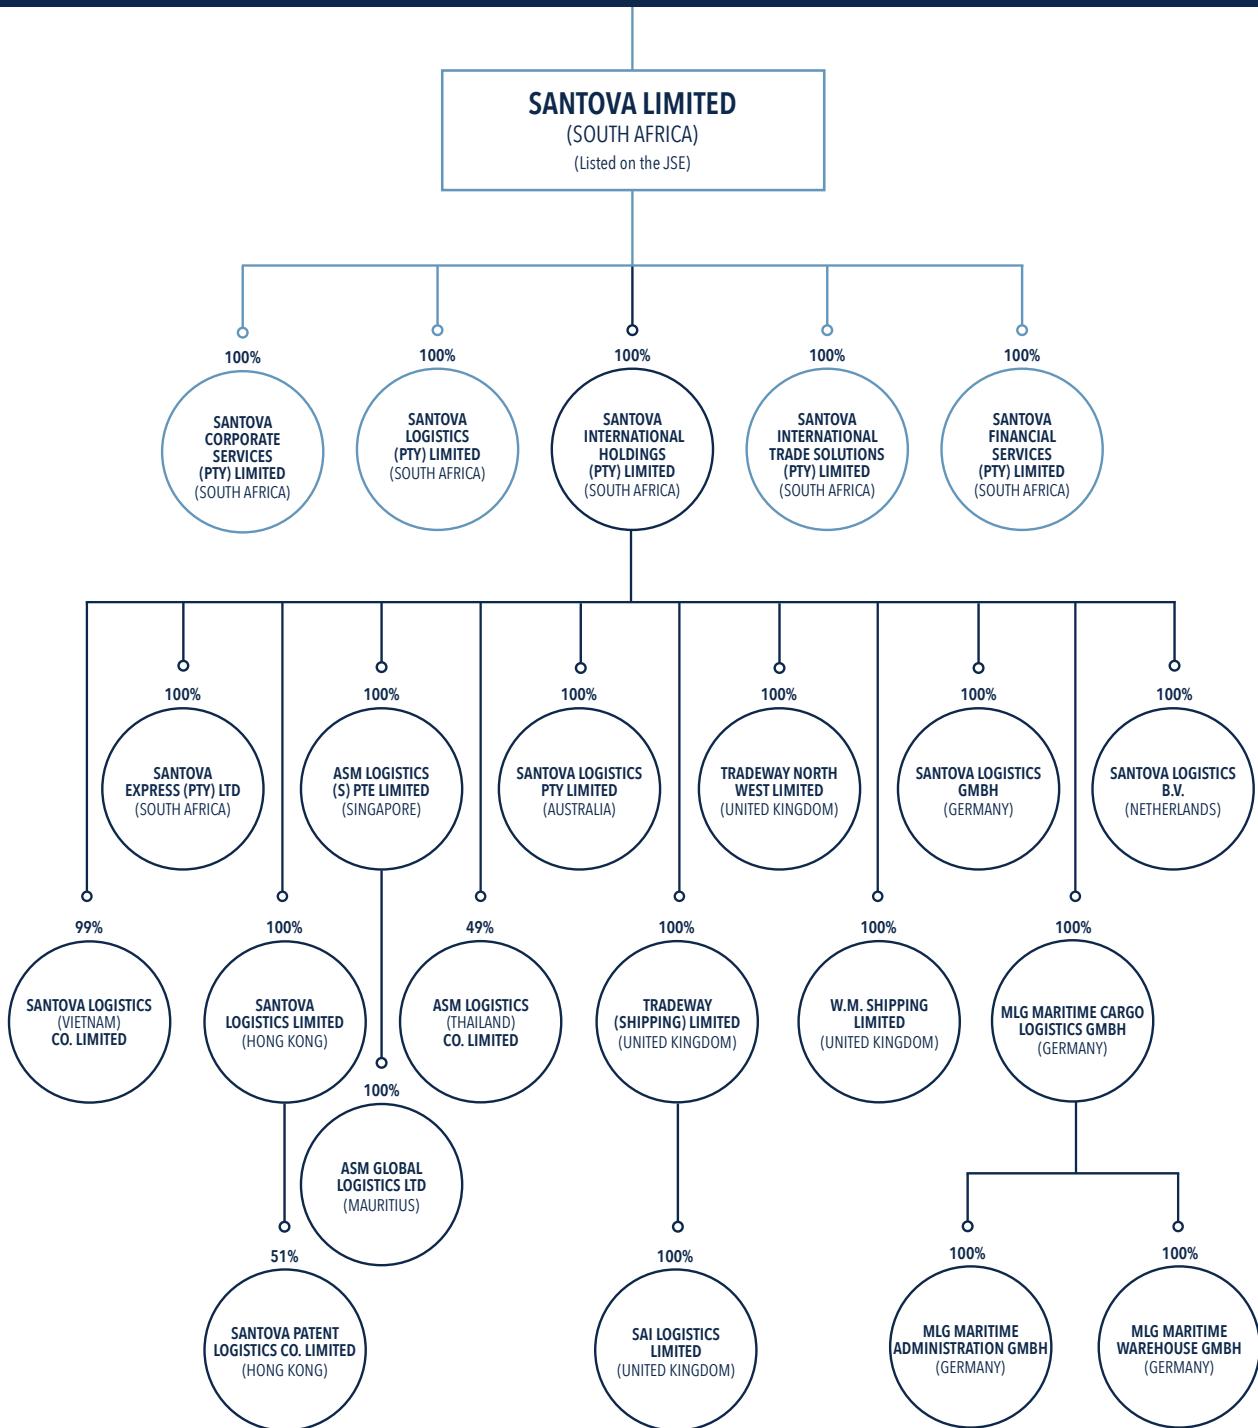 SANTOVA LIMITED
(SOUTH AFRICA)
(Listed on the JSE)
100%
SANTOVA
CORPORATE
SERVICES
(PTY) LIMITED
(SOUTH AFRICA)
100%
SANTOVA
LOGISTICS
(PTY) LIMITED
(SOUTH AFRICA)
100%
SANTOVA
INTERNATIONAL
HOLDINGS
(PTY) LIMITED
(SOUTH AFRICA)
100%
SANTOVA
INTERNATIONAL
TRADE SOLUTIONS
(PTY) LIMITED
(SOUTH AFRICA)
100%
SANTOVA
FINANCIAL
SERVICES
(PTY) LIMITED
(SOUTH AFRICA)
100%
SANTOVA
EXPRESS (PTY) LTD
(SOUTH AFRICA)
100%
ASM LOGISTICS
(S) PTE LIMITED
(SINGAPORE)
100%
SANTOVA LOGISTICS
PTY LIMITED
(AUSTRALIA)
100%
TRADEWAY NORTH
WEST LIMITED
(UNITED KINGDOM)
100%
SANTOVA LOGISTICS
GMBH
(GERMANY)
100%
SANTOVA LOGISTICS
B.V.
(NETHERLANDS)
99%
SANTOVA LOGISTICS
(VIETNAM)
CO. LIMITED
100%
SANTOVA
LOGISTICS LIMITED
(HONG KONG)
49%
ASM LOGISTICS
(THAILAND)
CO. LIMITED
100%
TRADEWAY
(SHIPPING) LIMITED
(UNITED KINGDOM)
100%
W.M. SHIPPING
LIMITED
(UNITED KINGDOM)
100%
MLG MARITIME CARGO
LOGISTICS GMBH
(GERMANY)
100%
ASM GLOBAL
LOGISTICS LTD
(MAURITIUS)
51%
SANTOVA PATENT
LOGISTICS CO. LIMITED
(HONG KONG)
100%
SAI LOGISTICS
LIMITED
(UNITED KINGDOM)
100%
MLG MARITIME
ADMINISTRATION GMBH
(GERMANY)
100%
MLG MARITIME
WAREHOUSE GMBH
(GERMANY)